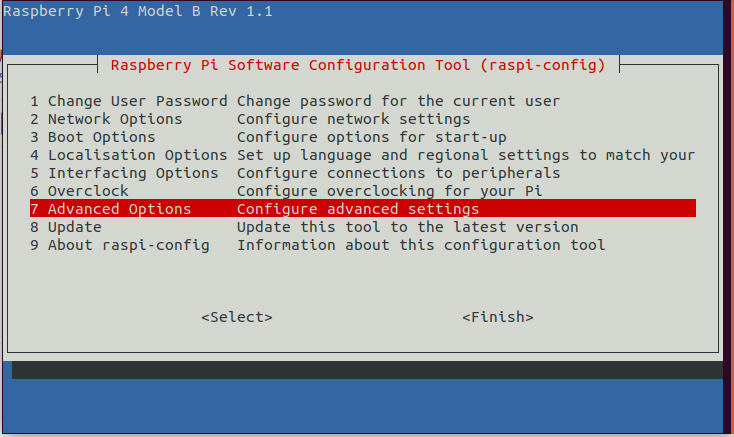 Raspberry Pi 4 Model B Rev 1.1
Raspberry Pi Software Configuration Tool (raspi-config)
1 Change User Password Change password for the current user
2 Network Options Configure network settings
3 Boot Options Configure options for start-up
4 Localisation Options Set up language and regional settings to match your
5 Interfacing Options Configure connections to peripherals
6 Overclock Configure overclocking for your Pi
7 Advanced Options Configure advanced settings
8 Update Update this tool to the latest version
9 About raspi-config Information about this configuration tool
<Select> <Finish>